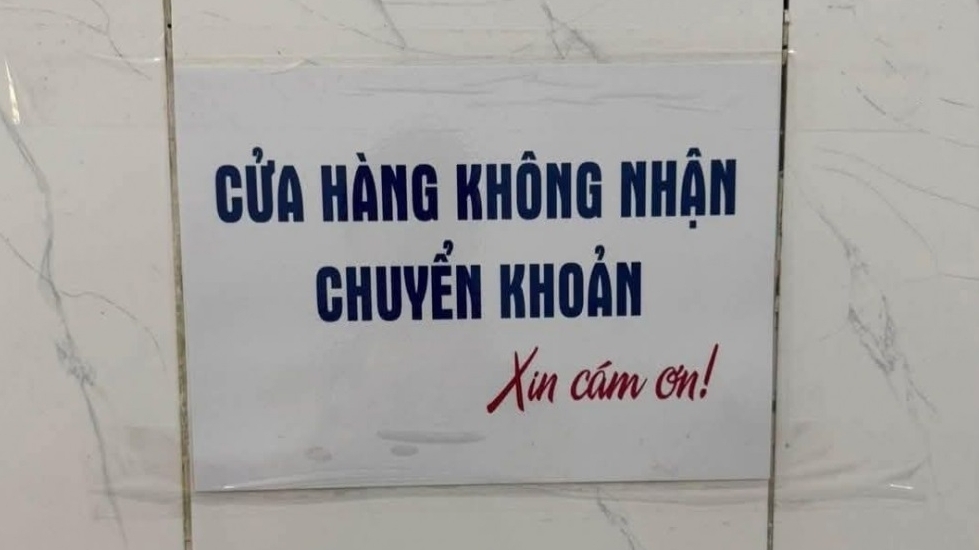 CỬA HÀNG KHÔNG NHẬN
CHUYỂN KHOẢN
Xin cám ơn!